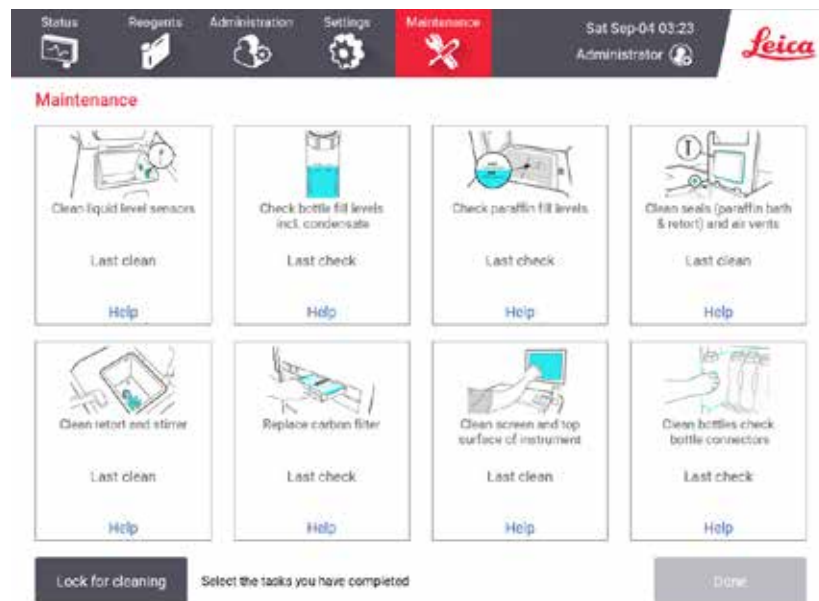 Status Reagents Administration Settings Maintenance Sat Sep-04 03:23
Administrator
Leica
Maintenance
Clean liquid level sensors
Last clean
Help
Check bottle fill levels
incl. condensate
Last check
Help
Check paraffin fill levels
Last check
Help
Clean seals (paraffin bath
& retort) and air vents
Last clean
Help
Clean retort and stirrer
Last clean
Help
Replace carbon filter
Last check
Help
Clean screen and top
surface of instrument
Last clean
Help
Clean bottles check
bottle connectors
Last check
Help
Lock for cleaning Select the tasks you have completed Done